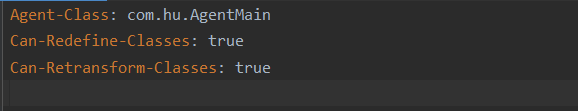 Agent-Class: com.hu.AgentMain
Can-Redefine-Classes: true
Can-Retransform-Classes: true